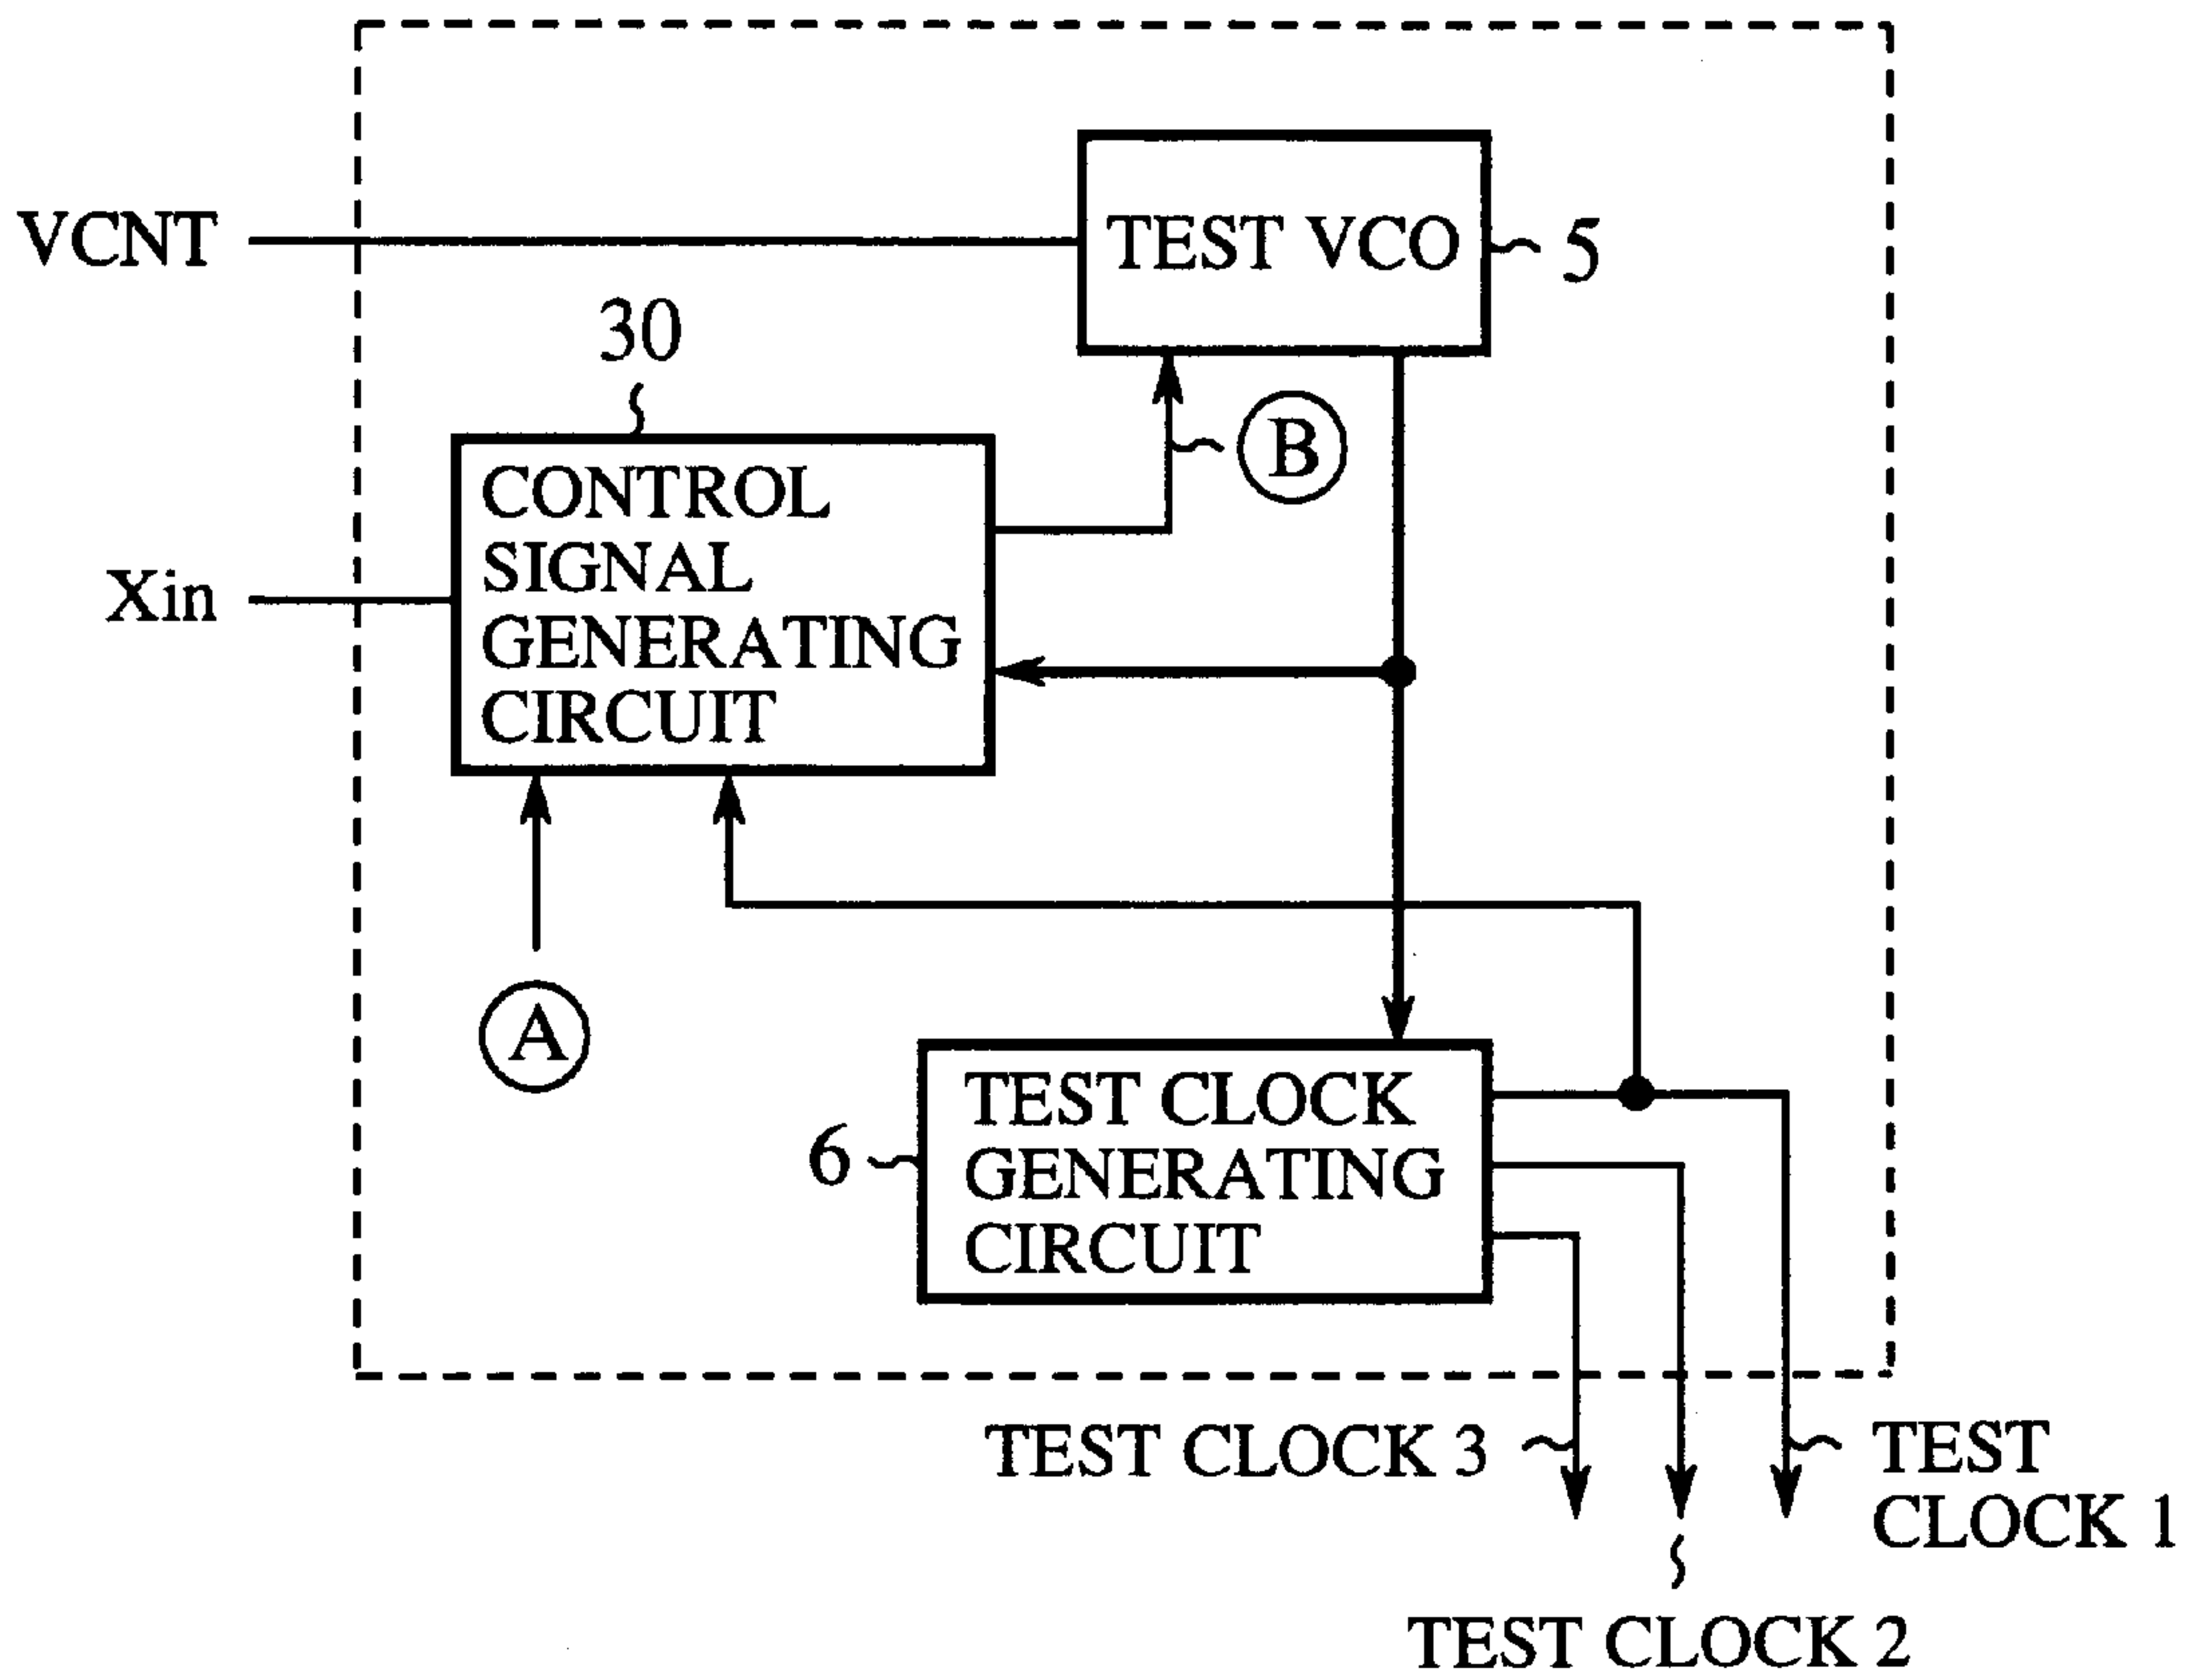 VCNT
TEST VCO
5
30
B
CONTROL
SIGNAL
GENERATING
CIRCUIT
Xin
A
TEST CLOCK
GENERATING
CIRCUIT
6
TEST CLOCK 3
TEST
CLOCK 1
TEST CLOCK 2